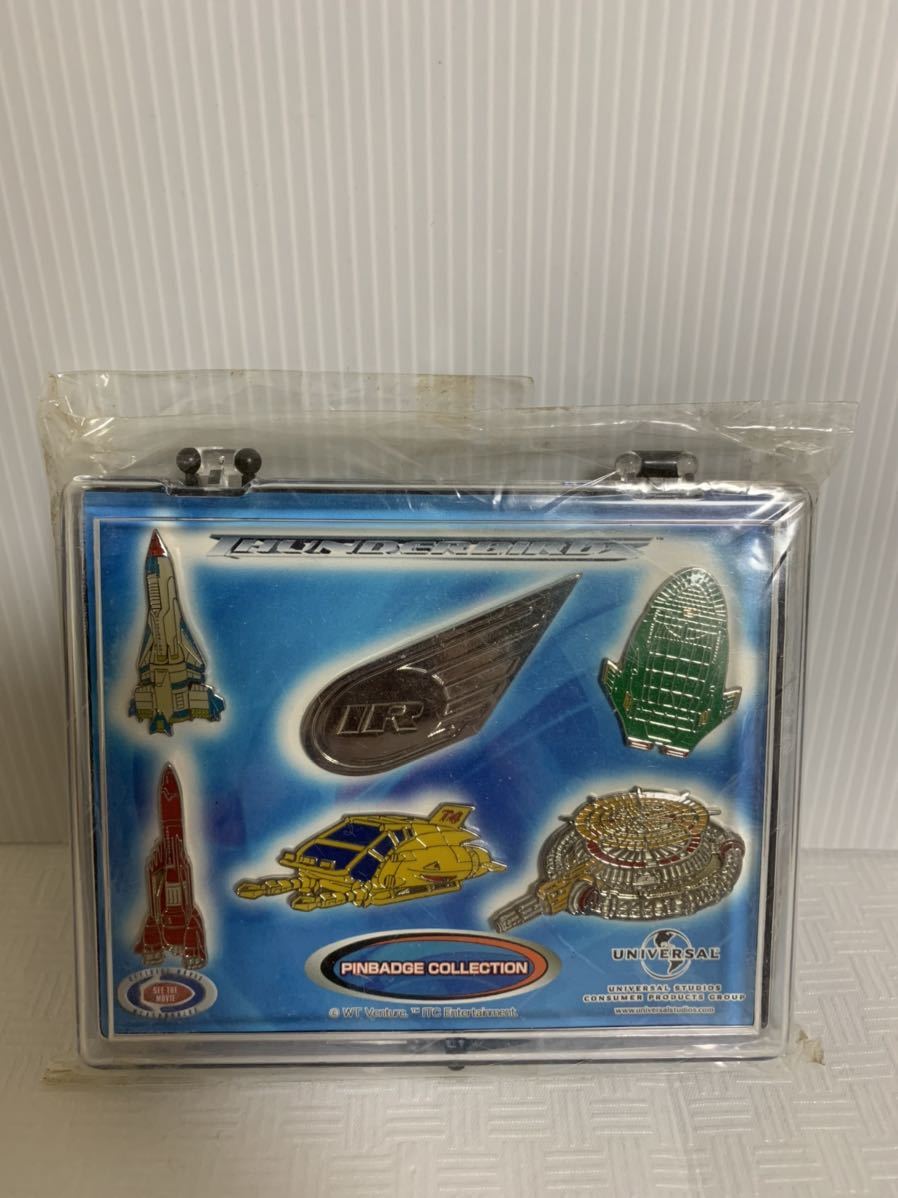 THUNDERBIRDS™
IR
T4
PINBADGE COLLECTION
© WT Venture. ™ ITC Entertainment.
SEE THE
MOVIE
UNIVERSAL
UNIVERSAL STUDIOS
CONSUMER PRODUCTS GROUP
www.universalstudios.com